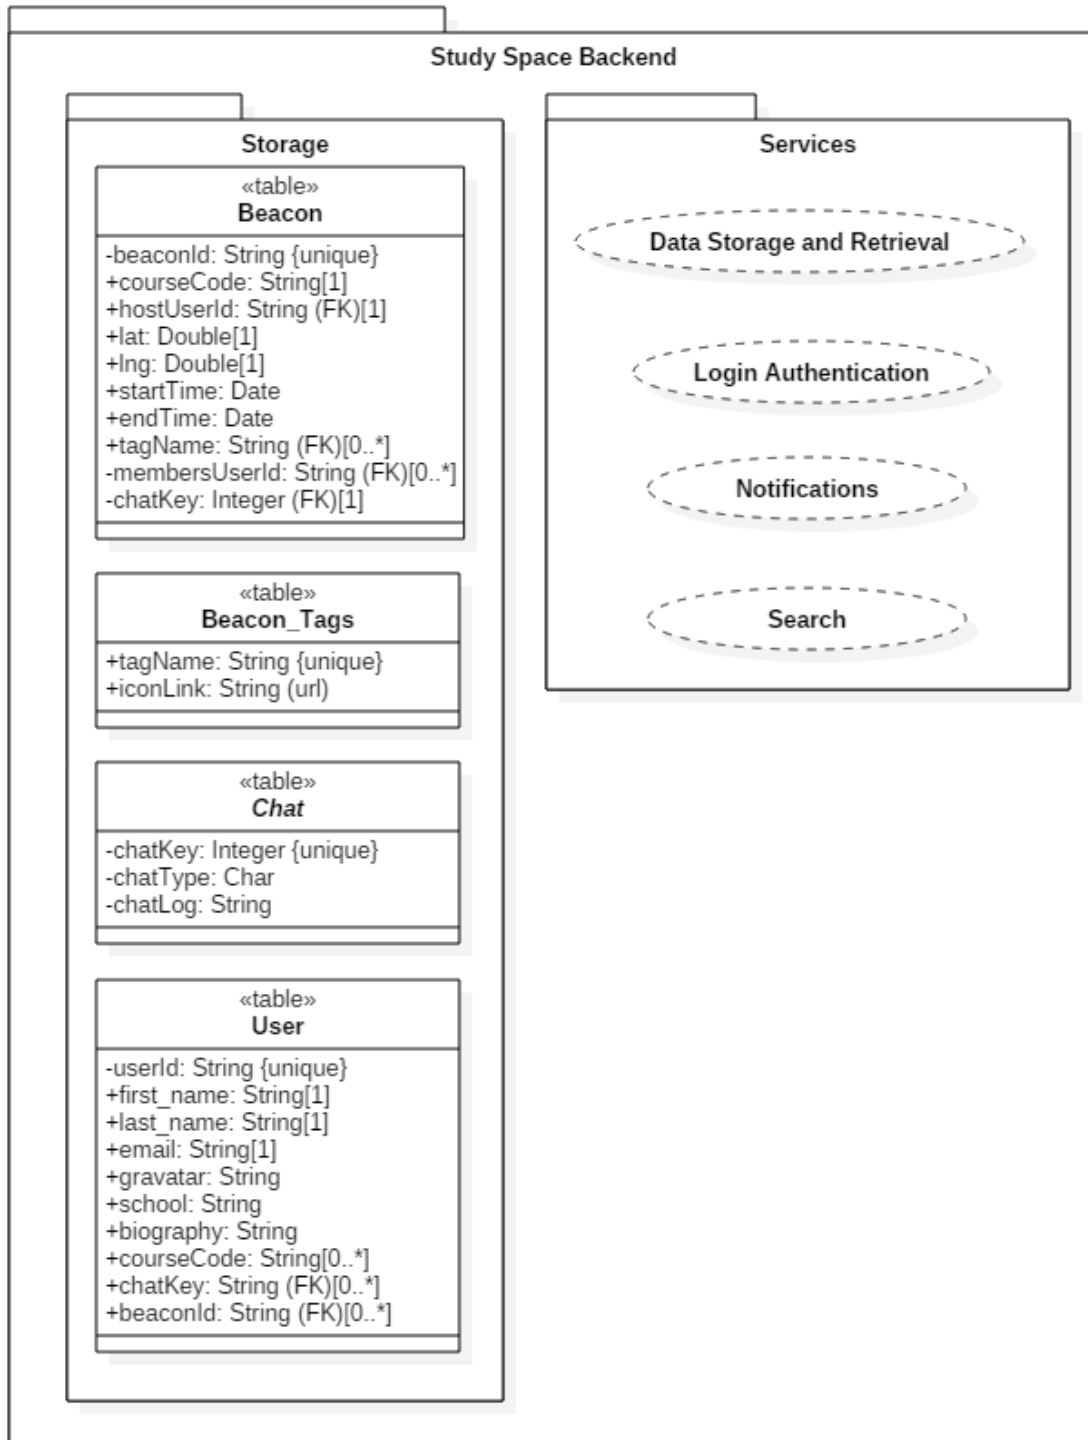 Study Space Backend
Storage
«table»
Beacon
-beaconId: String {unique}
+courseCode: String[1]
+hostUserId: String (FK)[1]
+lat: Double[1]
+lng: Double[1]
+startTime: Date
+endTime: Date
+tagName: String (FK)[0..*]
-membersUserId: String (FK)[0..*]
-chatKey: Integer (FK)[1]
«table»
Beacon_Tags
+tagName: String {unique}
+iconLink: String (url)
«table»
Chat
-chatKey: Integer {unique}
-chatType: Char
-chatLog: String
«table»
User
-userId: String {unique}
+first_name: String[1]
+last_name: String[1]
+email: String[1]
+gravatar: String
+school: String
+biography: String
+courseCode: String[0..*]
+chatKey: String (FK)[0..*]
+beaconId: String (FK)[0..*]
Services
Data Storage and Retrieval
Login Authentication
Notifications
Search